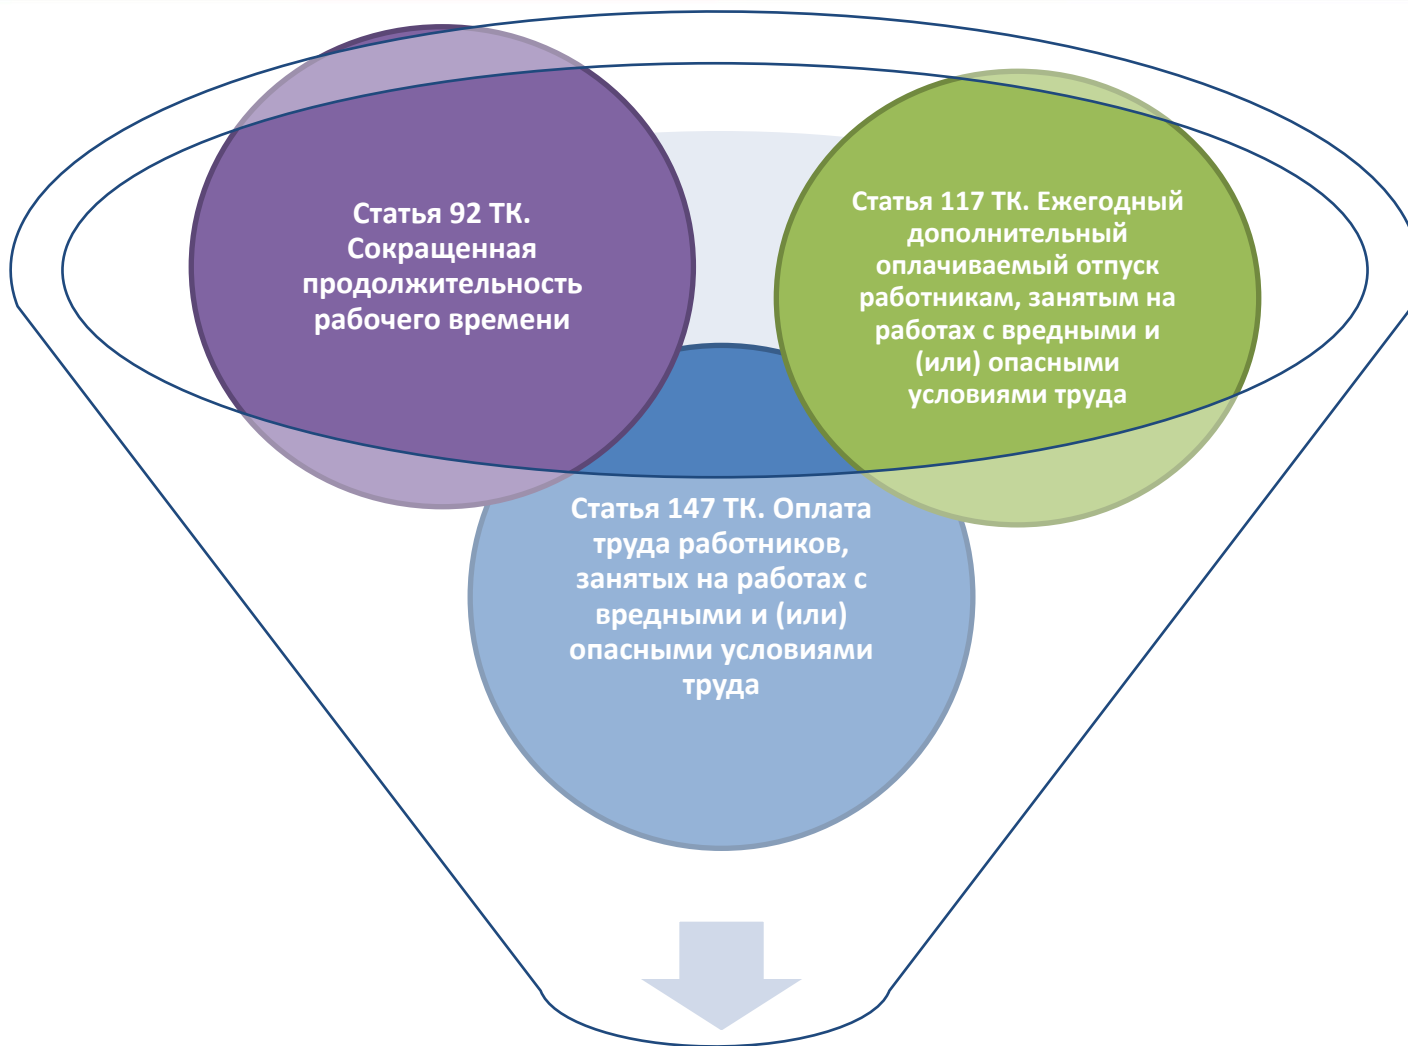 Статья 92 ТК.
Сокращенная
продолжительность
рабочего времени
Статья 117 ТК. Ежегодный
дополнительный
оплачиваемый отпуск
работникам, занятым на
работах с вредными и
(или) опасными
условиями труда
Статья 147 ТК. Оплата
труда работников,
занятых на работах с
вредными и (или)
опасными условиями
труда